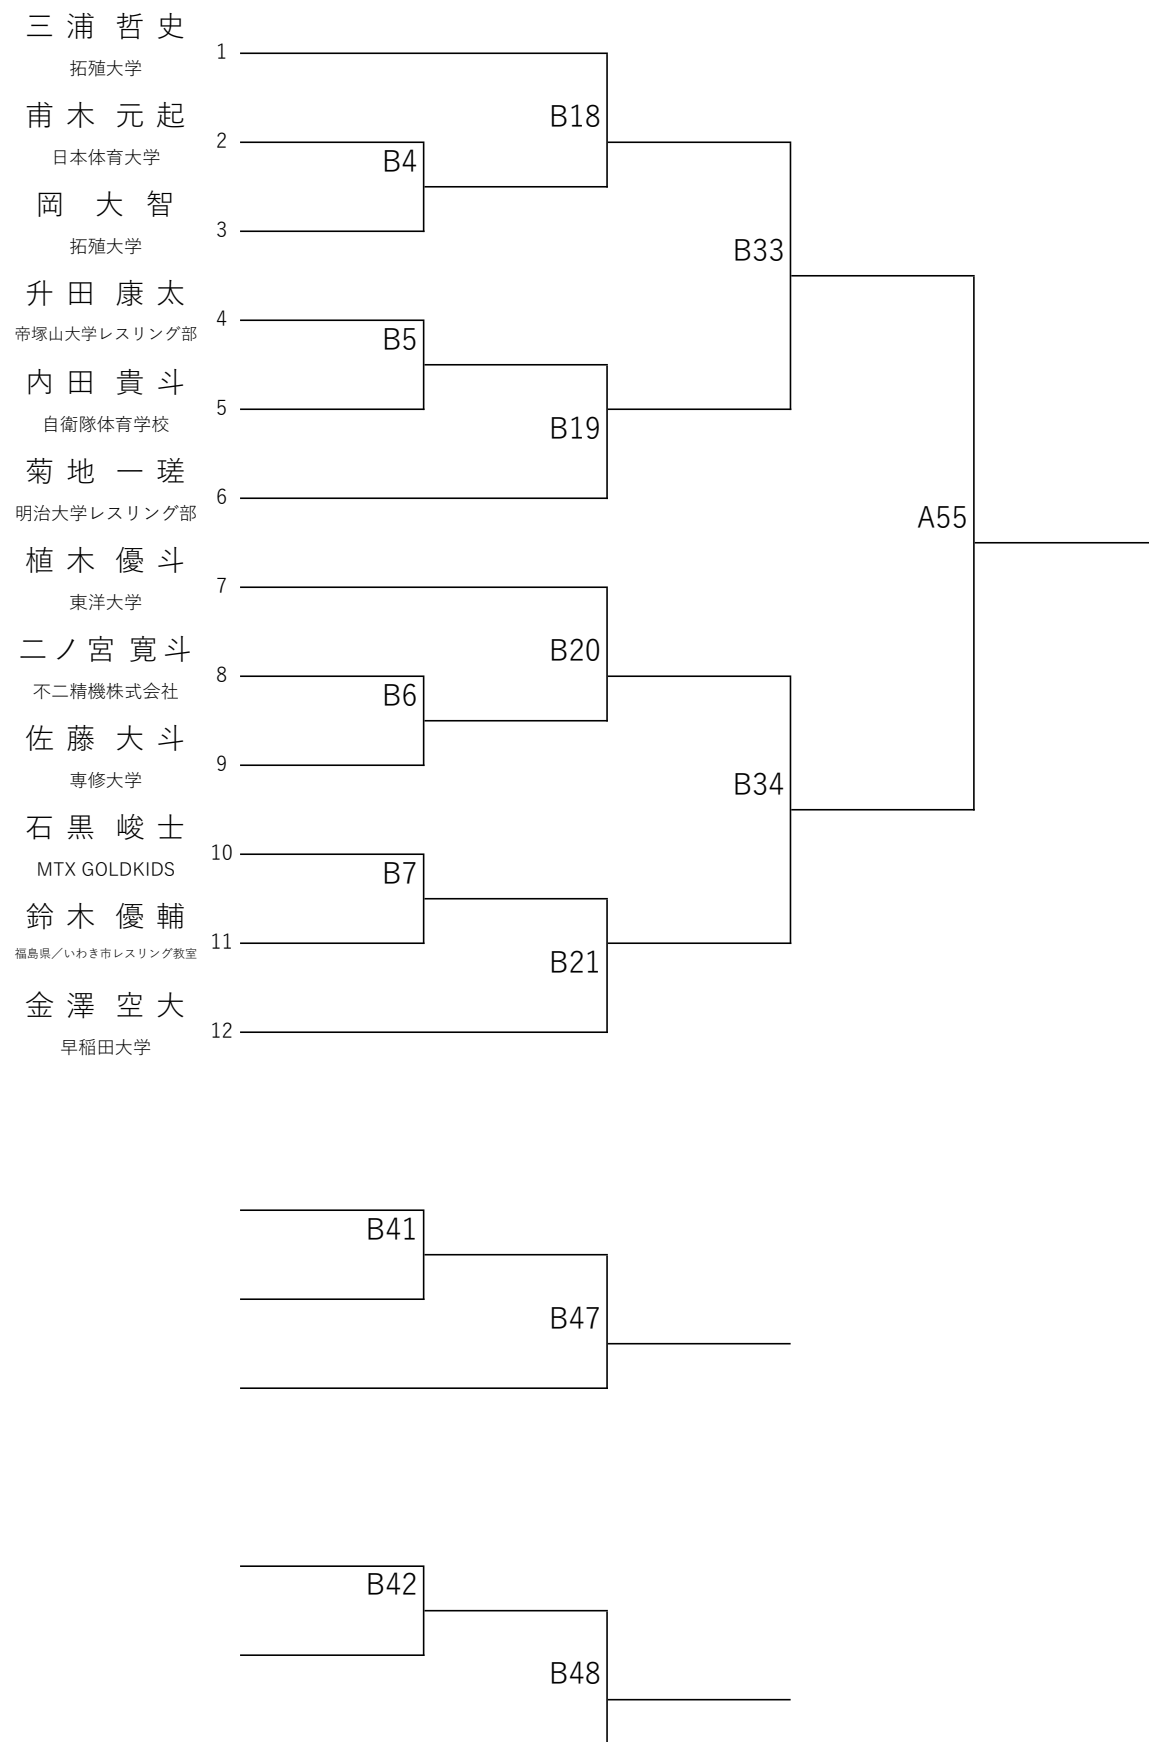 三浦 哲史
1
拓殖大学
B18
甫木 元起
2
日本体育大学
B4
岡 大智
3
拓殖大学
B33
升田 康太
4
帝塚山大学レスリング部
B5
内田 貴斗
5
自衛隊体育学校
B19
菊地 一瑳
6
明治大学レスリング部
A55
植木 優斗
7
東洋大学
二ノ宮 寛斗
B20
8
不二精機株式会社
B6
佐藤 大斗
9
専修大学
B34
石黒 峻士
10
MTX GOLDKIDS
B7
鈴木 優輔
11
福島県／いわき市レスリング教室
B21
金澤 空大
12
早稲田大学
B41
B47
B42
B48